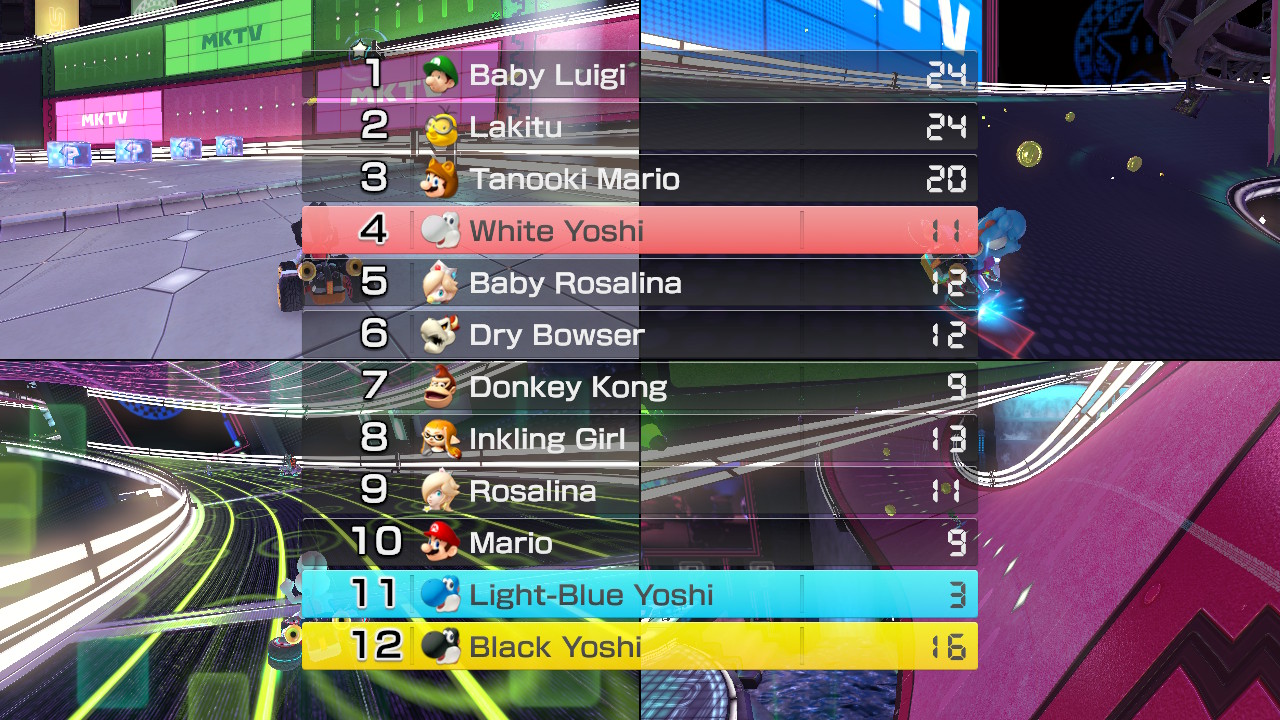 MKTV
TV
MKTV
MKT
1 Baby Luigi 24
2 Lakitu 24
3 Tanooki Mario 20
4 White Yoshi 11
5 Baby Rosalina 12
6 Dry Bowser 12
7 Donkey Kong 9
8 Inkling Girl 13
9 Rosalina 11
10 Mario 9
11 Light-Blue Yoshi 3
12 Black Yoshi 16